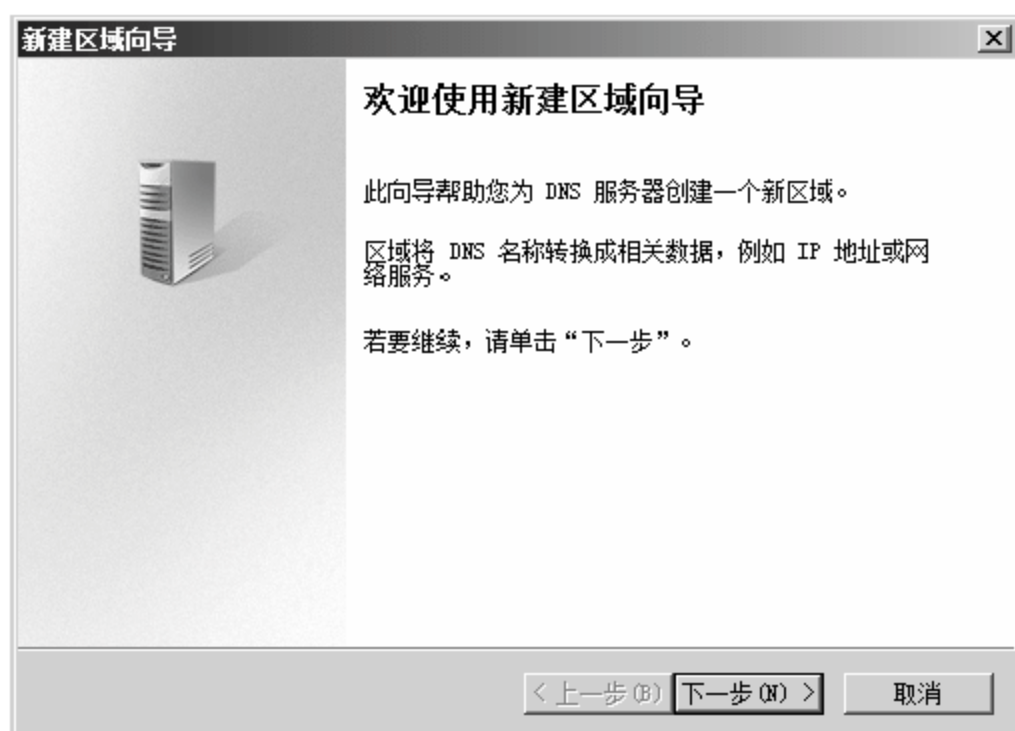 新建区域向导
欢迎使用新建区域向导
此向导帮助您为 DNS 服务器创建一个新区域。
区域将 DNS 名称转换成相关数据，例如 IP 地址或网
络服务。
若要继续，请单击“下一步”。
< 上一步(B) 下一步(N) > 取消